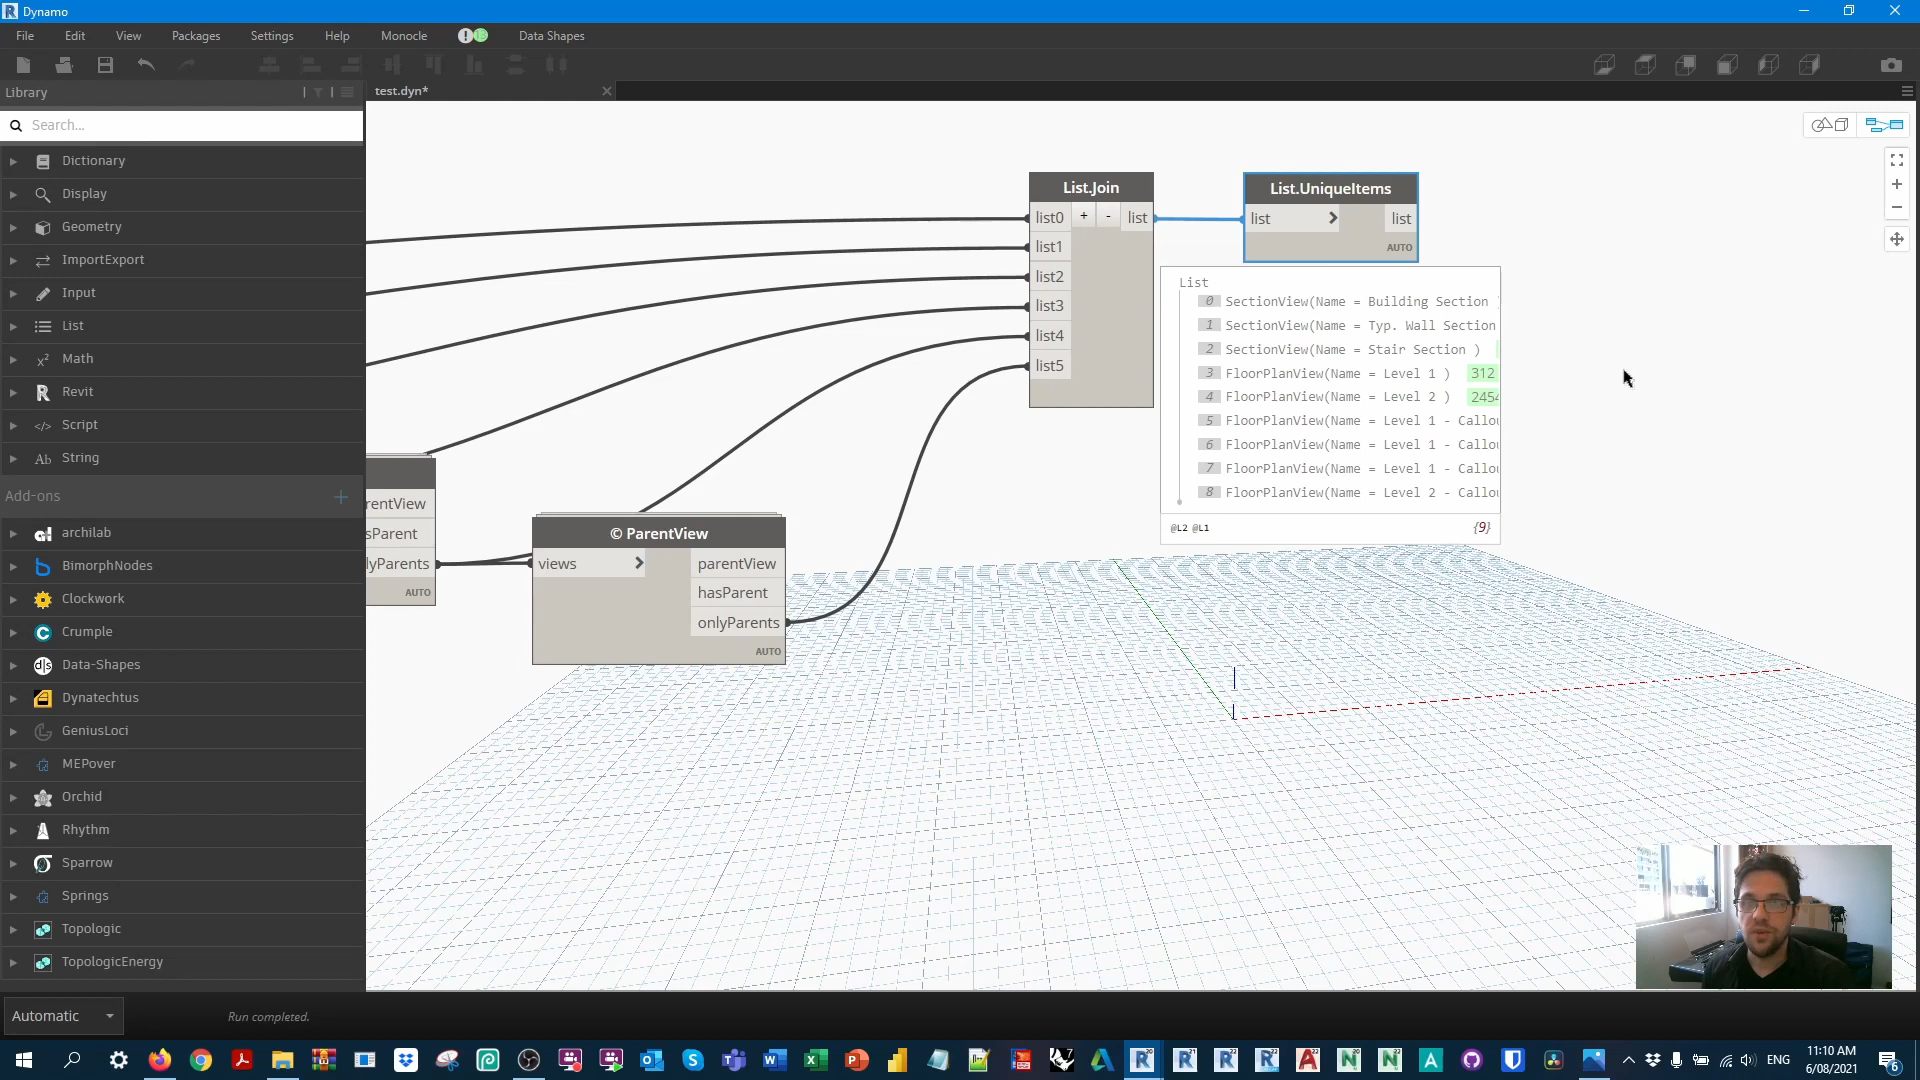 Dynamo
File Edit View Packages Settings Help Monocle Data Shapes
Library
test.dyn*
Search...
Dictionary
Display
Geometry
ImportExport
Input
List
Math
Revit
Script
String
Add-ons
archilab
BimorphNodes
Clockwork
Crumple
Data-Shapes
Dynatechtus
GeniusLoci
MEPover
Orchid
Rhythm
Sparrow
Springs
Topologic
TopologicEnergy
List.Join
list0 + - list
list1
list2
list3
list4
list5
List.UniqueItems
list > list
AUTO
List
0 SectionView(Name = Building Section
1 SectionView(Name = Typ. Wall Section
2 SectionView(Name = Stair Section )
3 FloorPlanView(Name = Level 1 ) 312
4 FloorPlanView(Name = Level 2 ) 2454
5 FloorPlanView(Name = Level 1 - Callou
6 FloorPlanView(Name = Level 1 - Callou
7 FloorPlanView(Name = Level 1 - Callou
8 FloorPlanView(Name = Level 2 - Callou
@L2 @L1 {9}
rentView
sParent
lyParents
AUTO
© ParentView
views > parentView
hasParent
onlyParents
AUTO
Automatic
Run completed.
ENG
11:10 AM
6/08/2021
6